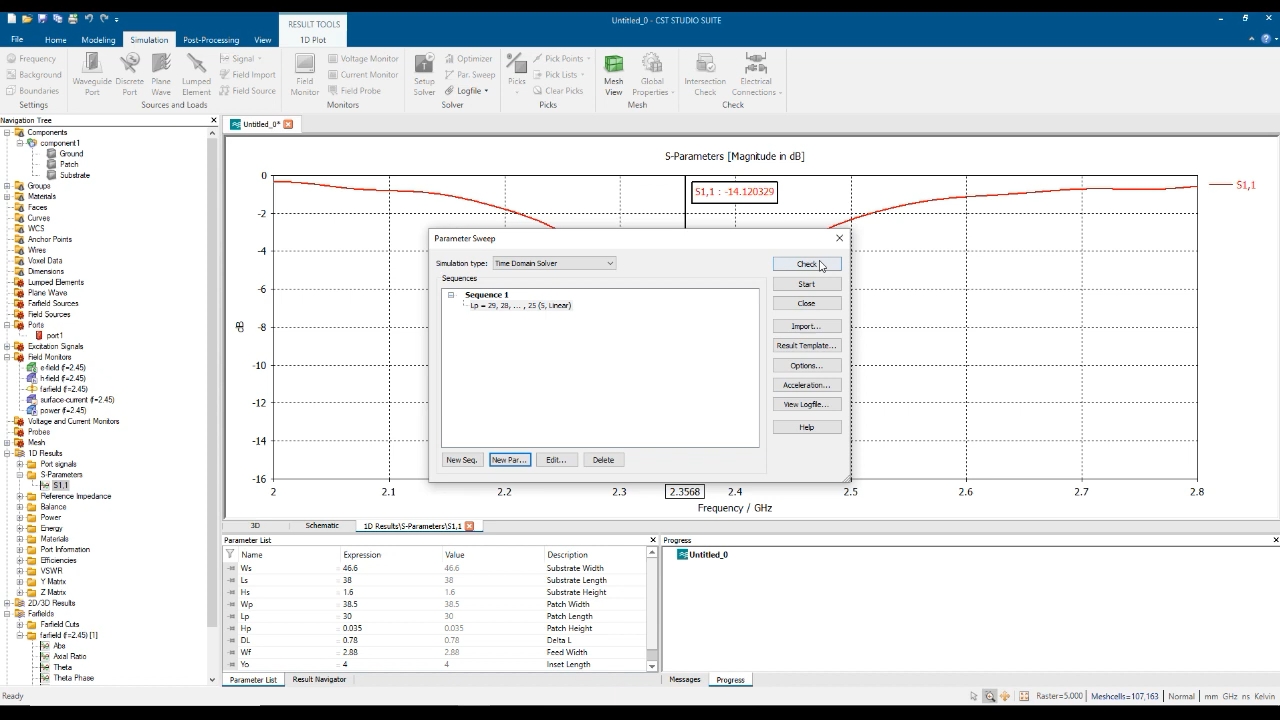 Untitled_0 - CST STUDIO SUITE
RESULT TOOLS
File
Home
Modeling
Simulation
Post-Processing
View
1D Plot
Frequency
Background
Boundaries
Settings
Waveguide Port
Discrete Port
Plane Wave
Lumped Element
Signal
Field Import
Field Source
Sources and Loads
Field Monitor
Voltage Monitor
Current Monitor
Field Probe
Monitors
Setup Solver
Optimizer
Par. Sweep
Logfile
Solver
Picks
Pick Points
Pick Lists
Clear Picks
Picks
Mesh View
Global Properties
Mesh
Intersection Check
Electrical Connections
Check
Navigation Tree
Components
component1
Ground
Patch
Substrate
Groups
Materials
Faces
Curves
WCS
Anchor Points
Wires
Voxel Data
Dimensions
Lumped Elements
Plane Wave
Farfield Sources
Field Sources
Ports
port1
Excitation Signals
Field Monitors
e-field (f=2.45)
h-field (f=2.45)
farfield (f=2.45)
surface-current (f=2.45)
power (f=2.45)
Voltage and Current Monitors
Probes
Mesh
1D Results
Port signals
S-Parameters
S1,1
Reference Impedance
Balance
Power
Energy
Materials
Port Information
Efficiencies
VSWR
Y Matrix
Z Matrix
2D/3D Results
Farfields
Farfield Cuts
farfield (f=2.45) [1]
Abs
Axial Ratio
Theta
Theta Phase
Untitled_0*
S-Parameters [Magnitude in dB]
S1,1 : -14.120329
S1,1
0
-2
-4
-6
-8
-10
-12
-14
-16
dB
2
2.1
2.2
2.3
2.3568
2.4
2.5
2.6
2.7
2.8
Frequency / GHz
Parameter Sweep
Simulation type:
Time Domain Solver
Sequences
Sequence 1
Lp = 29, 28, ... , 25 (5, Linear)
Check
Start
Close
Import...
Result Template...
Options...
Acceleration...
View Logfile...
Help
New Seq.
New Par...
Edit...
Delete
3D
Schematic
1D Results\S-Parameters\S1,1
Parameter List
Name Expression Value Description
Ws = 46.6 46.6 Substrate Width
Ls = 38 38 Substrate Length
Hs = 1.6 1.6 Substrate Height
Wp = 38.5 38.5 Patch Width
Lp = 30 30 Patch Length
Hp = 0.035 0.035 Patch Height
DL = 0.78 0.78 Delta L
Wf = 2.88 2.88 Feed Width
Yo = 4 4 Inset Length
Parameter List
Result Navigator
Progress
Untitled_0
Messages
Progress
Ready
Raster=5.000
Meshcells=107,163
Normal
mm GHz ns Kelvin